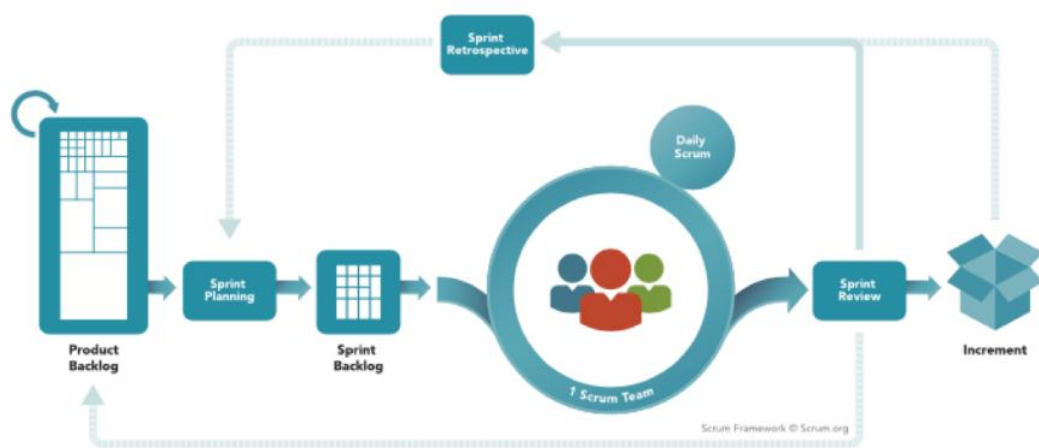 Sprint
Retrospective
Daily
Scrum
Sprint
Planning
Sprint
Review
Product
Backlog
Sprint
Backlog
Increment
1 Scrum Team
Scrum Framework © Scrum.org